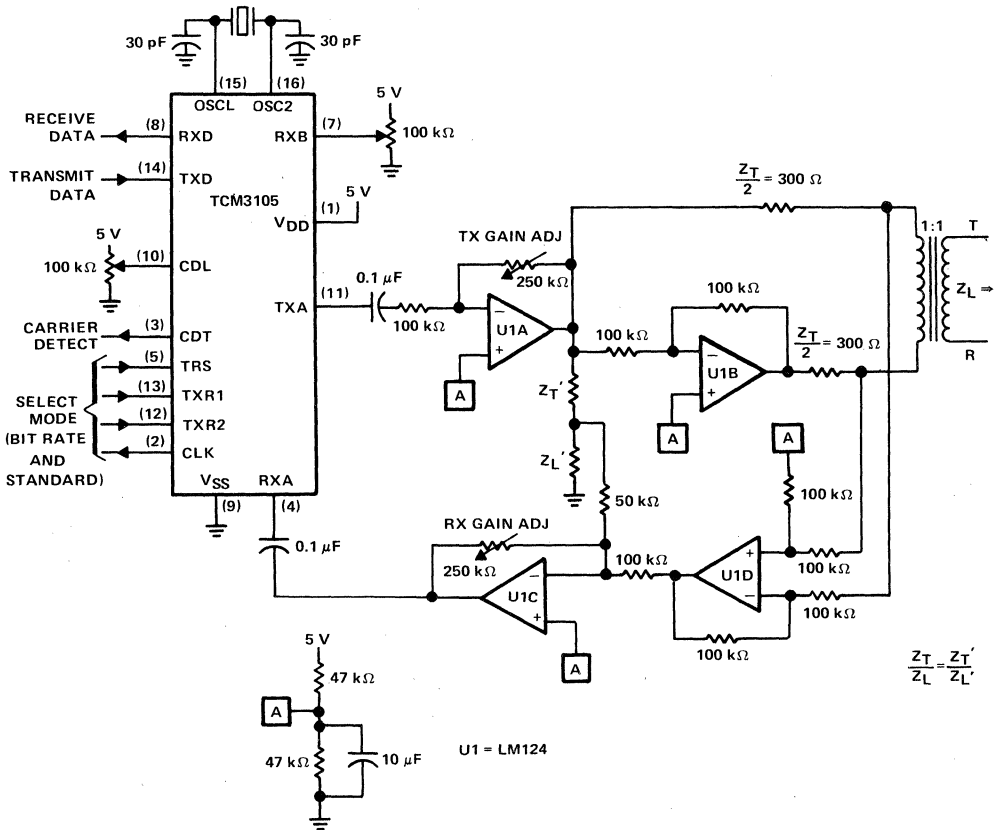 30 pF
30 pF
(15)
(16)
OSCL
OSC2
RECEIVE
DATA
(8)
RXD
RXB
(7)
5 V
100 kΩ
TRANSMIT
DATA
(14)
TXD
TCM3105
5 V
VDD
(1)
5 V
100 kΩ
(10)
CDL
TXA
(11)
0.1 μF
100 kΩ
TX GAIN ADJ
250 kΩ
−
U1A
+
A
CARRIER
DETECT
(3)
CDT
(5)
TRS
(13)
TXR1
(12)
TXR2
(2)
CLK
SELECT
MODE
(BIT RATE
AND
STANDARD)
VSS
RXA
(9)
(4)
0.1 μF
ZT/2 = 300 Ω
1:1
T
ZL ⇒
R
100 kΩ
100 kΩ
−
U1B
+
A
ZT/2 = 300 Ω
ZT'
ZL'
50 kΩ
A
100 kΩ
RX GAIN ADJ
250 kΩ
−
U1C
+
A
100 kΩ
+
U1D
−
100 kΩ
100 kΩ
100 kΩ
ZT/ZL = ZT'/ZL'
5 V
47 kΩ
A
47 kΩ
10 μF
U1 = LM124